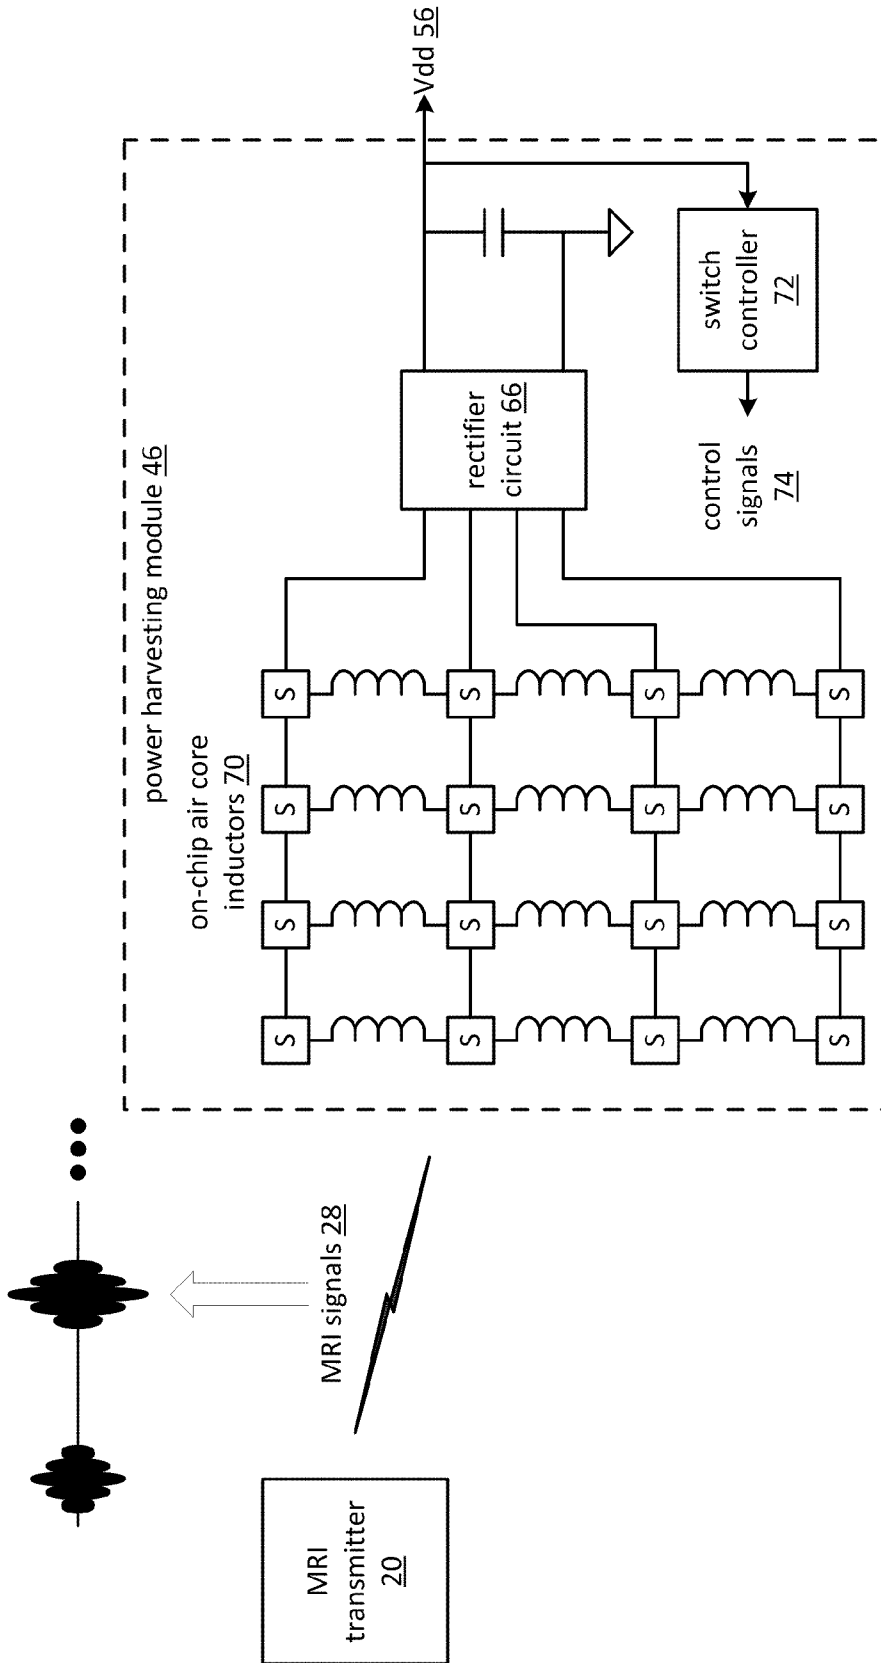 MRI
transmitter
20
MRI signals 28
power harvesting module 46
on-chip air core
inductors 70
S S S S
S S S S
S S S S
S S S S
rectifier
circuit 66
control
signals
74
switch
controller
72
Vdd 56